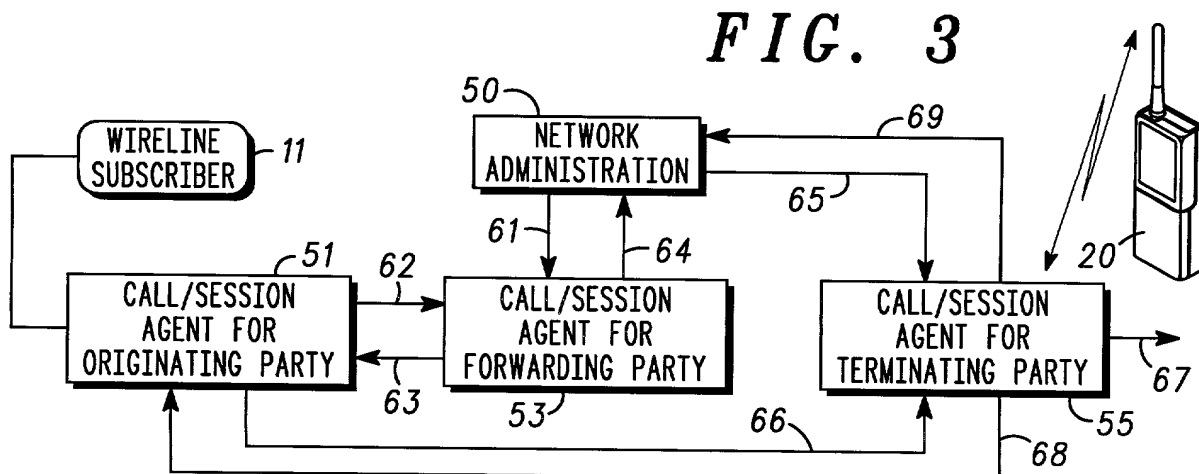 FIG. 3
50
NETWORK
ADMINISTRATION
69
65
WIRELINE
SUBSCRIBER
11
61
64
20
51
CALL/SESSION
AGENT FOR
ORIGINATING PARTY
62
63
CALL/SESSION
AGENT FOR
FORWARDING PARTY
53
CALL/SESSION
AGENT FOR
TERMINATING PARTY
67
55
66
68